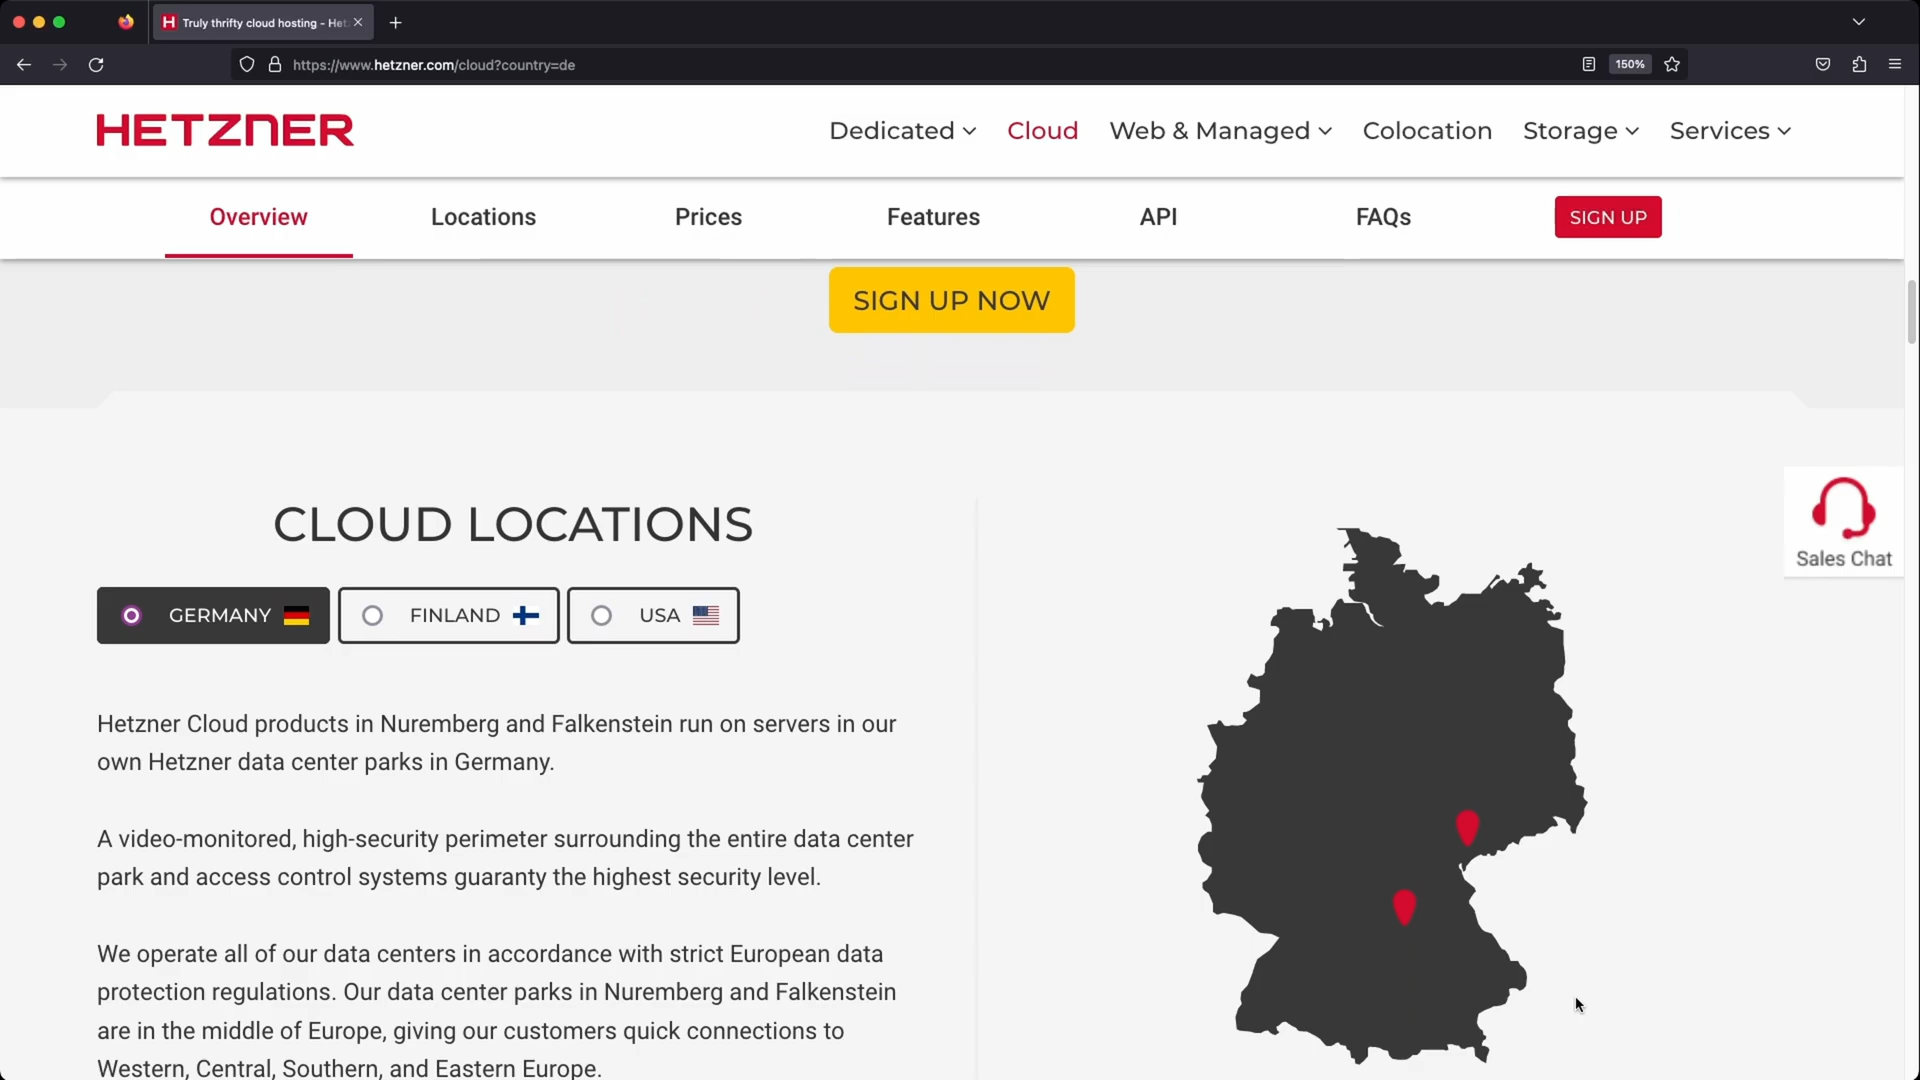 Truly thrifty cloud hosting - Het
https://www.hetzner.com/cloud?country=de
150%
HETZNER
Dedicated
Cloud
Web & Managed
Colocation
Storage
Services
Overview
Locations
Prices
Features
API
FAQs
SIGN UP
SIGN UP NOW
CLOUD LOCATIONS
GERMANY
FINLAND
USA
Hetzner Cloud products in Nuremberg and Falkenstein run on servers in our
own Hetzner data center parks in Germany.
A video-monitored, high-security perimeter surrounding the entire data center
park and access control systems guaranty the highest security level.
We operate all of our data centers in accordance with strict European data
protection regulations. Our data center parks in Nuremberg and Falkenstein
are in the middle of Europe, giving our customers quick connections to
Western, Central, Southern, and Eastern Europe.
Sales Chat